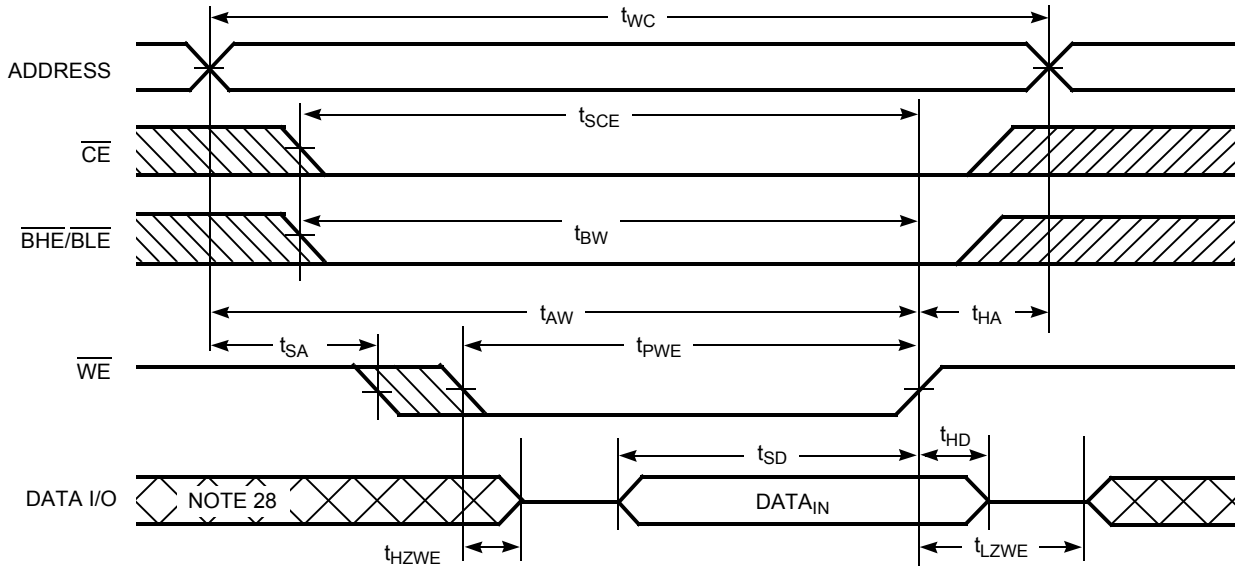 tWC
ADDRESS
tSCE
CE
BHE/BLE
tBW
tAW
tHA
tSA
tPWE
WE
tSD
tHD
DATA I/O
NOTE 28
DATAIN
tHZWE
tLZWE